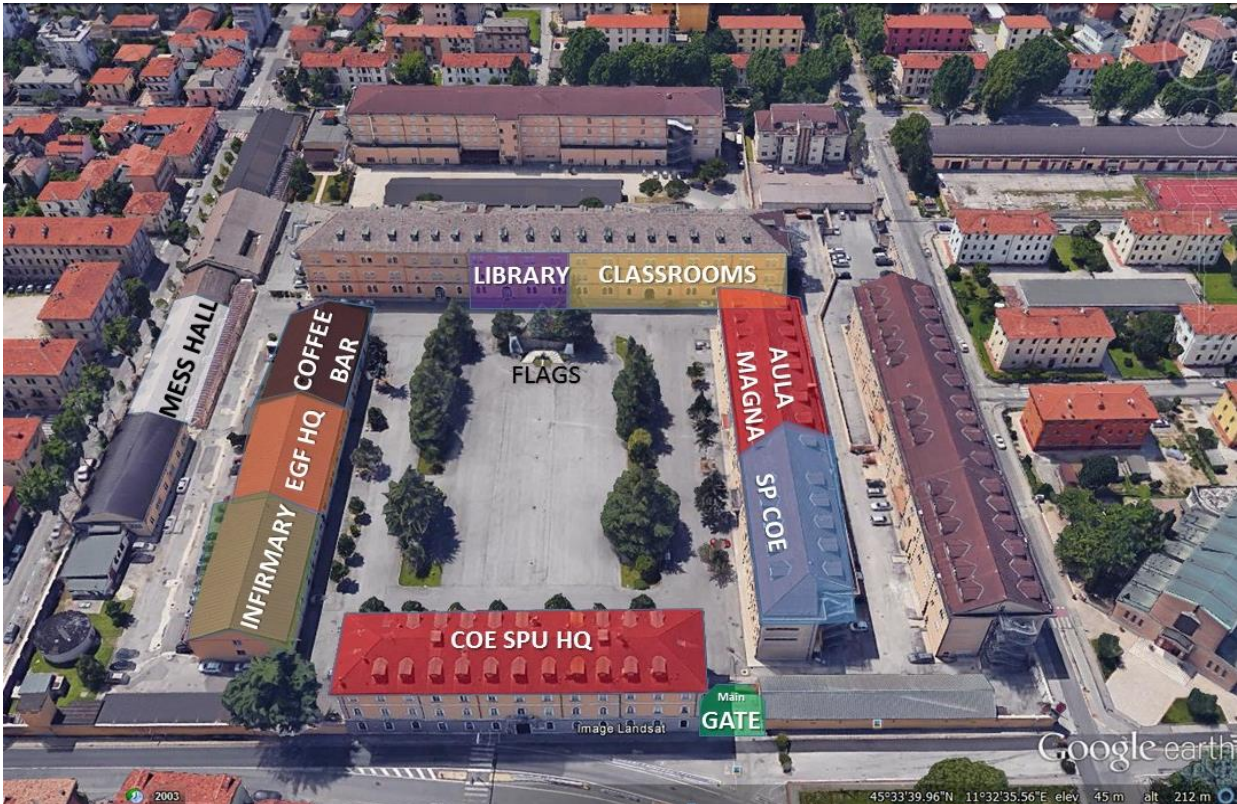 LIBRARY
CLASSROOMS
MESS HALL
COFFEE
BAR
FLAGS
AULA
MAGNA
EGF HQ
SP COE
INFIRMARY
COE SPU HQ
Main
GATE
Image Landsat
Google earth
2003
45°33'39.96"N 11°32'35.56"E elev 45 m alt 212 m